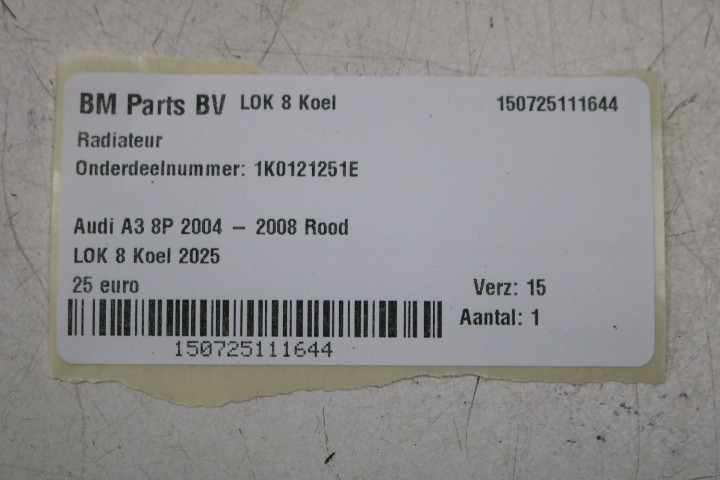 BM Parts BV LOK 8 Koel 150725111644
Radiateur
Onderdeelnummer: 1K0121251E
Audi A3 8P 2004 – 2008 Rood
LOK 8 Koel 2025
25 euro Verz: 15
Aantal: 1
150725111644